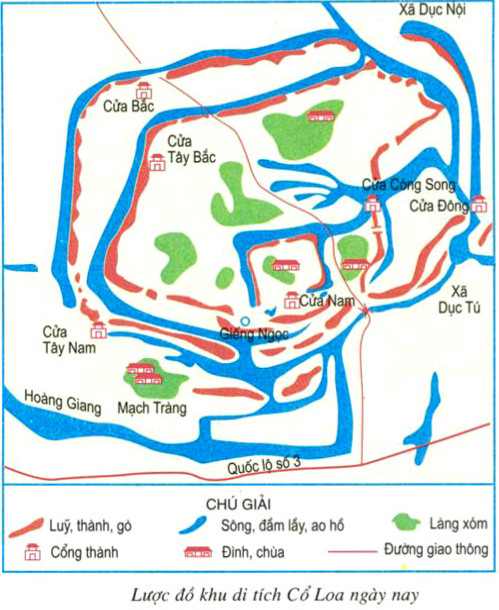 Xã Dục Nội
Cửa Bắc
Cửa
Tây Bắc
Cửa Cóng Song
Cửa Đông
Cửa Nam
Xã
Dục Tú
Giếng Ngọc
Cửa
Tây Nam
Hoàng Giang
Mạch Tràng
Quốc lộ số 3
CHÚ GIẢI
Luỹ, thành, gò
Sông, đầm lầy, ao hồ
Làng xóm
Cổng thành
Đình, chùa
Đường giao thông
Lược đồ khu di tích Cổ Loa ngày nay